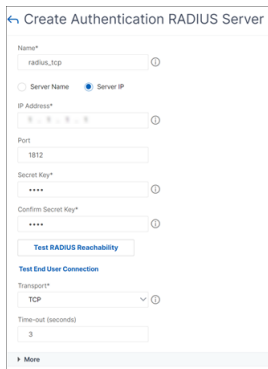 ← Create Authentication RADIUS Server
Name*
radius_tcp
Server Name Server IP
IP Address*
Port
1812
Secret Key*
••••
Confirm Secret Key*
••••
Test RADIUS Reachability
Test End User Connection
Transport*
TCP
Time-out (seconds)
3
More